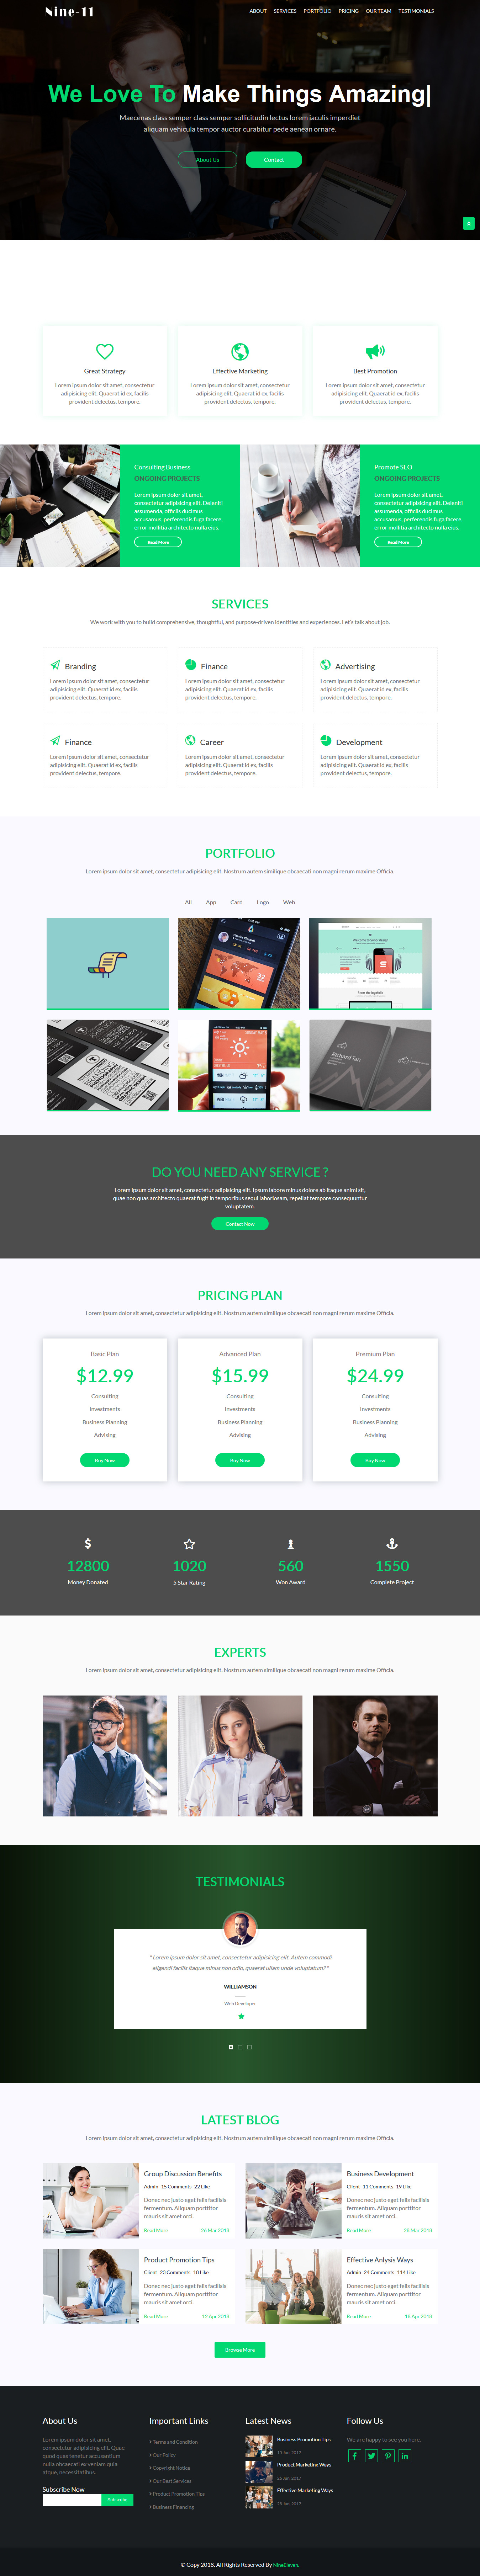 Nine-11
ABOUT SERVICES PORTFOLIO PRICING OUR TEAM TESTIMONIALS
We Love To Make Things Amazing|
Maecenas class semper class semper sollicitudin lectus lorem iaculis imperdiet
aliquam vehicula tempor auctor curabitur pede aenean ornare.
About Us Contact
Great Strategy
Lorem ipsum dolor sit amet, consectetur
adipisicing elit. Quaerat id ex, facilis
provident delectus, tempore.
Effective Marketing
Lorem ipsum dolor sit amet, consectetur
adipisicing elit. Quaerat id ex, facilis
provident delectus, tempore.
Best Promotion
Lorem ipsum dolor sit amet, consectetur
adipisicing elit. Quaerat id ex, facilis
provident delectus, tempore.
Consulting Business
ONGOING PROJECTS
Lorem ipsum dolor sit amet,
consectetur adipisicing elit. Deleniti
assumenda, officiis ducimus
accusamus, perferendis fuga facere,
error mollitia architecto nulla eius.
Read More
Promote SEO
ONGOING PROJECTS
Lorem ipsum dolor sit amet,
consectetur adipisicing elit. Deleniti
assumenda, officiis ducimus
accusamus, perferendis fuga facere,
error mollitia architecto nulla eius.
Read More
SERVICES
We work with you to build comprehensive, thoughtful, and purpose-driven identities and experiences. Let's talk about job.
Branding
Lorem ipsum dolor sit amet, consectetur
adipisicing elit. Quaerat id ex, facilis
provident delectus, tempore.
Finance
Lorem ipsum dolor sit amet, consectetur
adipisicing elit. Quaerat id ex, facilis
provident delectus, tempore.
Advertising
Lorem ipsum dolor sit amet, consectetur
adipisicing elit. Quaerat id ex, facilis
provident delectus, tempore.
Finance
Lorem ipsum dolor sit amet, consectetur
adipisicing elit. Quaerat id ex, facilis
provident delectus, tempore.
Career
Lorem ipsum dolor sit amet, consectetur
adipisicing elit. Quaerat id ex, facilis
provident delectus, tempore.
Development
Lorem ipsum dolor sit amet, consectetur
adipisicing elit. Quaerat id ex, facilis
provident delectus, tempore.
PORTFOLIO
Lorem ipsum dolor sit amet, consectetur adipisicing elit. Nostrum autem similique obcaecati non magni rerum maxime Officia.
All App Card Logo Web
Richard Tan
DO YOU NEED ANY SERVICE ?
Lorem ipsum dolor sit amet, consectetur adipisicing elit. Ipsum labore minus dolore ab itaque animi sit,
quae non quas architecto quaerat fugit in temporibus sequi laboriosam, repellat tempore consequuntur
voluptatem.
Contact Now
PRICING PLAN
Lorem ipsum dolor sit amet, consectetur adipisicing elit. Nostrum autem similique obcaecati non magni rerum maxime Officia.
Basic Plan
$12.99
Consulting
Investments
Business Planning
Advising
Buy Now
Advanced Plan
$15.99
Consulting
Investments
Business Planning
Advising
Buy Now
Premium Plan
$24.99
Consulting
Investments
Business Planning
Advising
Buy Now
12800
Money Donated
1020
5 Star Rating
560
Won Award
1550
Complete Project
EXPERTS
Lorem ipsum dolor sit amet, consectetur adipisicing elit. Nostrum autem similique obcaecati non magni rerum maxime Officia.
TESTIMONIALS
" Lorem ipsum dolor sit amet, consectetur adipisicing elit. Autem commodi
eligendi facilis itaque minus non odio, quaerat ullam unde voluptatum? "
WILLIAMSON
Web Developer
LATEST BLOG
Lorem ipsum dolor sit amet, consectetur adipisicing elit. Nostrum autem similique obcaecati non magni rerum maxime Officia.
Group Discussion Benefits
Admin 15 Comments 22 Like
Donec nec justo eget felis facilisis
fermentum. Aliquam porttitor
mauris sit amet orci.
Read More 26 Mar 2018
Business Development
Client 11 Comments 19 Like
Donec nec justo eget felis facilisis
fermentum. Aliquam porttitor
mauris sit amet orci.
Read More 28 Mar 2018
Product Promotion Tips
Client 23 Comments 18 Like
Donec nec justo eget felis facilisis
fermentum. Aliquam porttitor
mauris sit amet orci.
Read More 12 Apr 2018
Effective Anlysis Ways
Admin 24 Comments 114 Like
Donec nec justo eget felis facilisis
fermentum. Aliquam porttitor
mauris sit amet orci.
Read More 18 Apr 2018
Browse More
About Us
Lorem ipsum dolor sit amet,
consectetur adipisicing elit. Quae
quod quas tenetur accusantium
nulla obcaecati ex veniam quia
atque, necessitatibus.
Subscribe Now
Subscribe
Important Links
Terms and Condition
Our Policy
Copyright Notice
Our Best Services
Product Promotion Tips
Business Financing
Latest News
Business Promotion Tips
Product Marketing Ways
Effective Marketing Ways
Follow Us
We are happy to see you here.
© Copy 2018. All Rights Reserved By